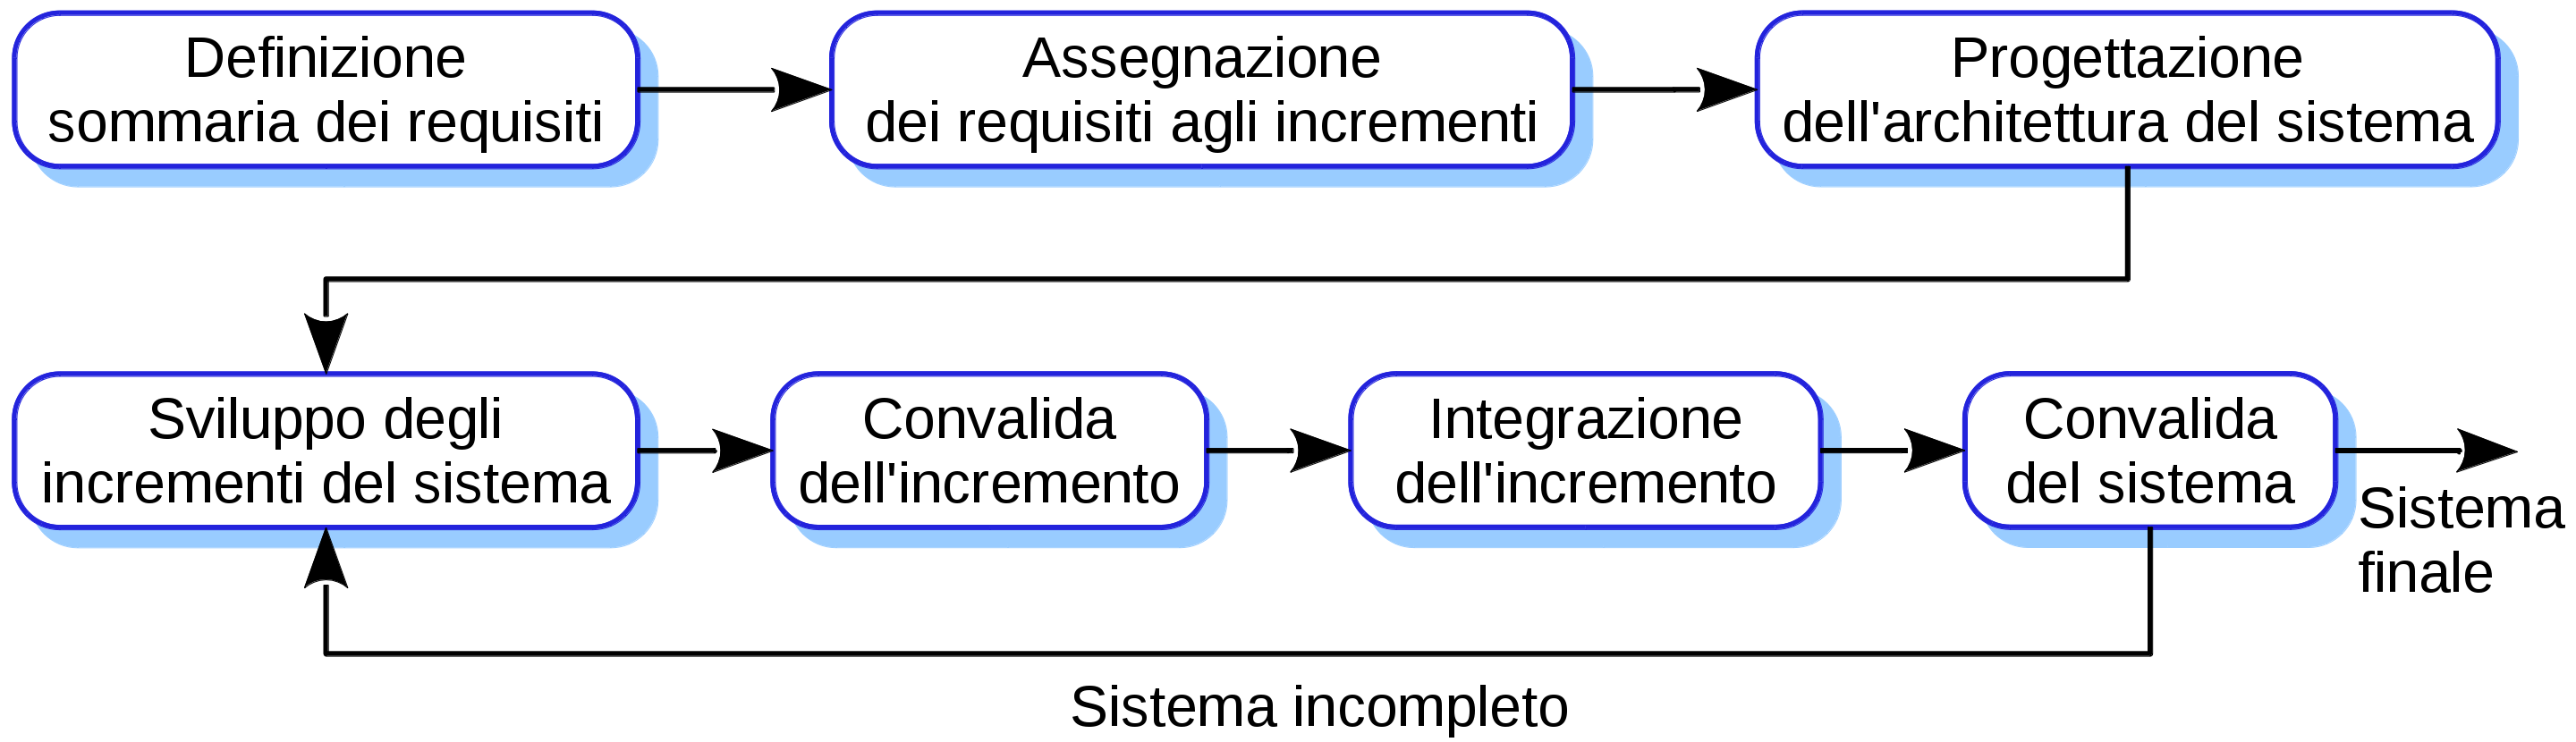 Definizione
sommaria dei requisiti
Assegnazione
dei requisiti agli incrementi
Progettazione
dell'architettura del sistema
Sviluppo degli
incrementi del sistema
Convalida
dell'incremento
Integrazione
dell'incremento
Convalida
del sistema
Sistema
finale
Sistema incompleto